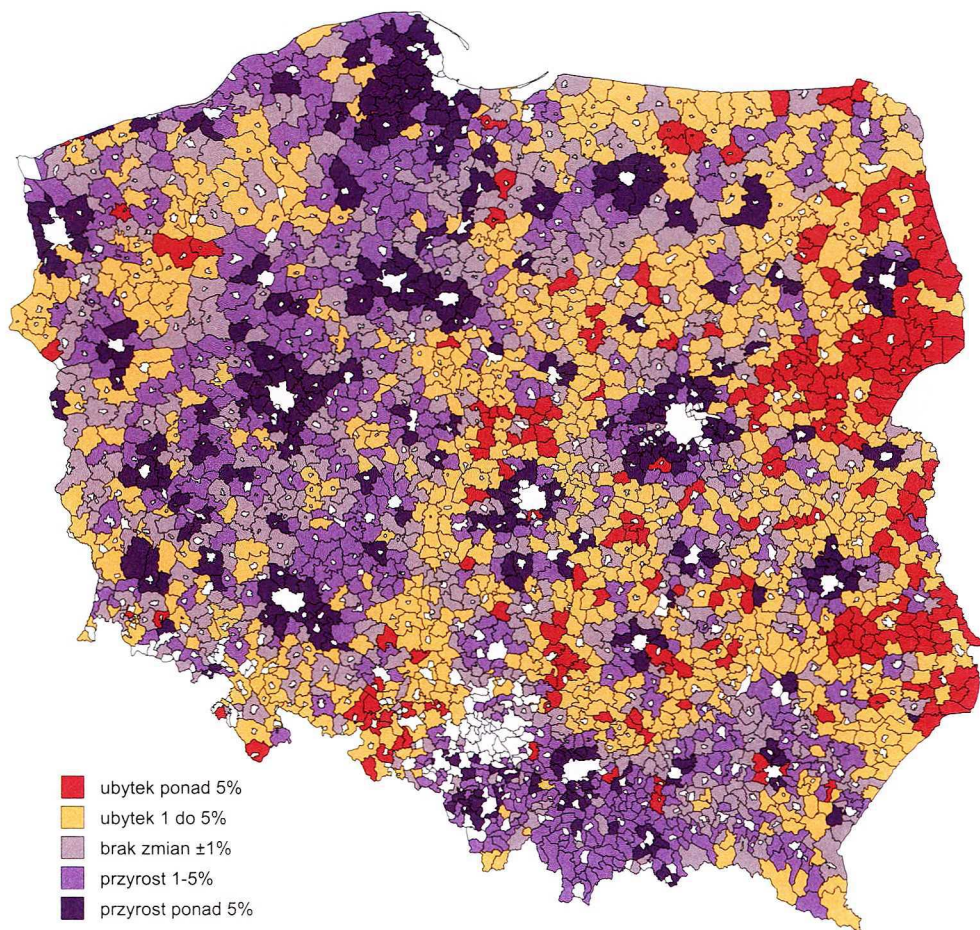 ubytek ponad 5%
ubytek 1 do 5%
brak zmian ±1%
przyrost 1-5%
przyrost ponad 5%